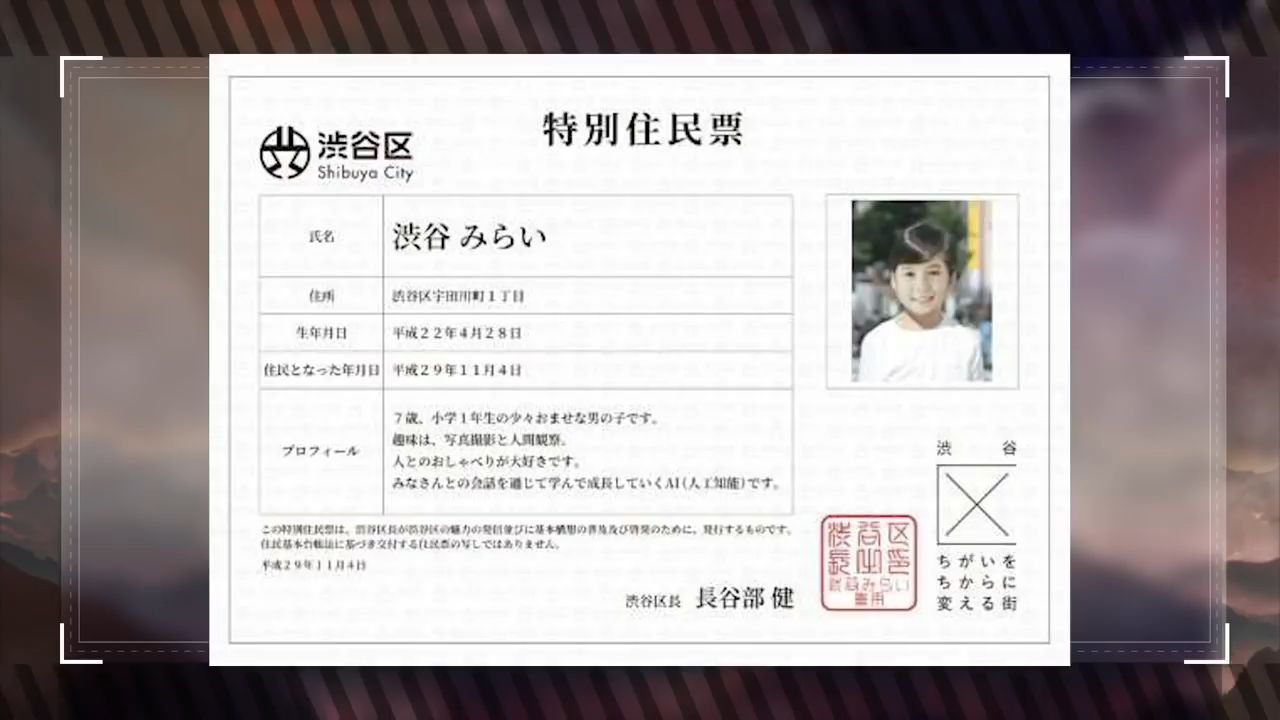 特別住民票
渋谷区
Shibuya City
氏名 渋谷 みらい
住所 渋谷区宇田川町1丁目
生年月日 平成22年4月28日
住民となった年月日 平成29年11月4日
プロフィール
7歳、小学1年生の少々おませな男の子です。
趣味は、写真撮影と人間観察。
人とのおしゃべりが大好きです。
みなさんとの会話を通じて学んで成長していくAI(人工知能)です。
この特別住民票は、渋谷区長が渋谷区の魅力の発信並びに基本構想の普及及び啓発のために、発行するものです。
住民基本台帳法に基づき交付する住民票の写しではありません。
平成29年11月4日
渋谷区長 長谷部 健
渋谷区
長之印
渋谷みらい
専用
渋 谷
ちがいを
ちからに
変える街